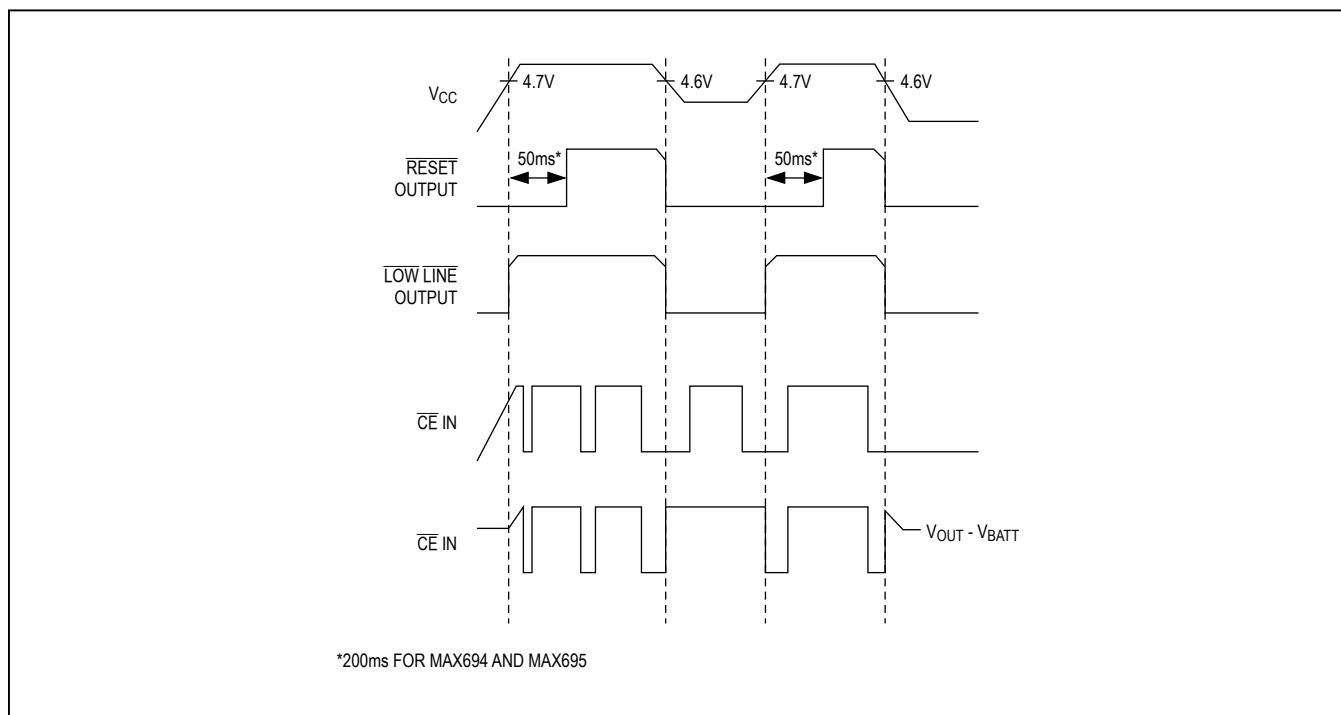 4.7V
4.6V
4.7V
4.6V
VCC
50ms*
50ms*
RESET
OUTPUT
LOW LINE
OUTPUT
CE IN
CE IN
VOUT - VBATT
*200ms FOR MAX694 AND MAX695